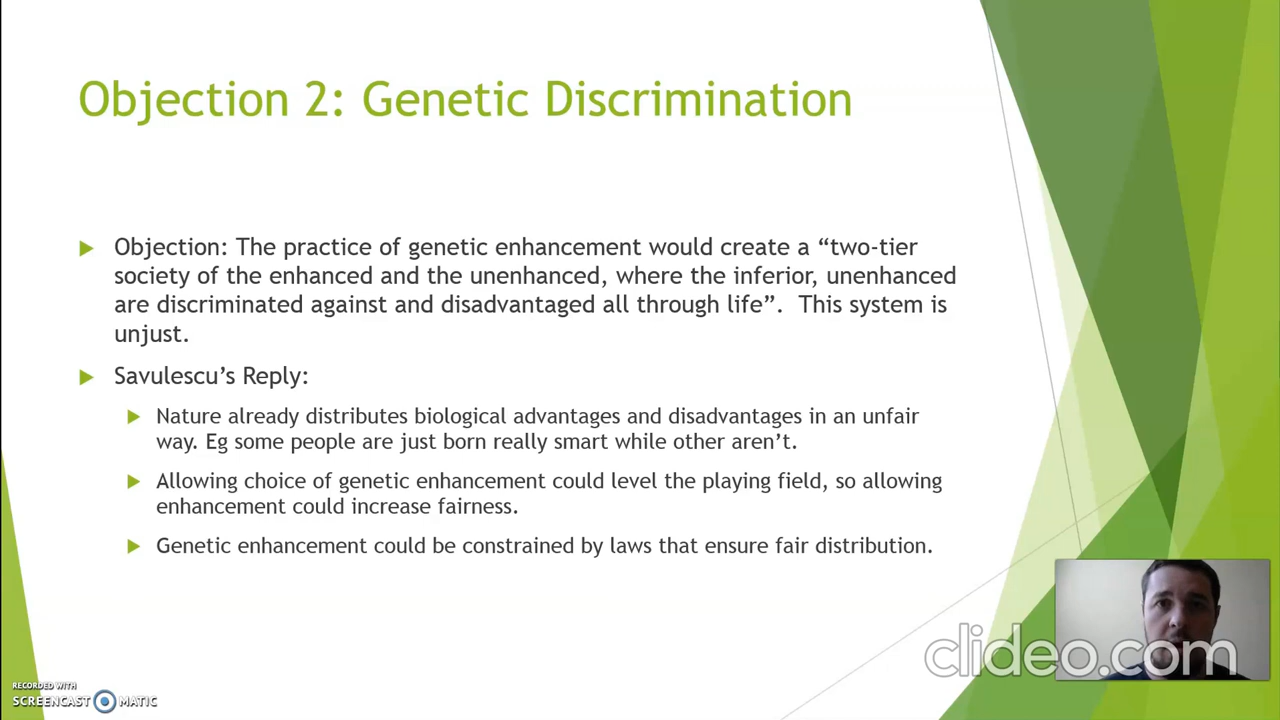 Objection 2: Genetic Discrimination
Objection: The practice of genetic enhancement would create a “two-tier
society of the enhanced and the unenhanced, where the inferior, unenhanced
are discriminated against and disadvantaged all through life”.  This system is
unjust.
Savulescu’s Reply:
Nature already distributes biological advantages and disadvantages in an unfair
way. Eg some people are just born really smart while other aren’t.
Allowing choice of genetic enhancement could level the playing field, so allowing
enhancement could increase fairness.
Genetic enhancement could be constrained by laws that ensure fair distribution.
clideo.com
RECORDED WITH
SCREENCAST MATIC